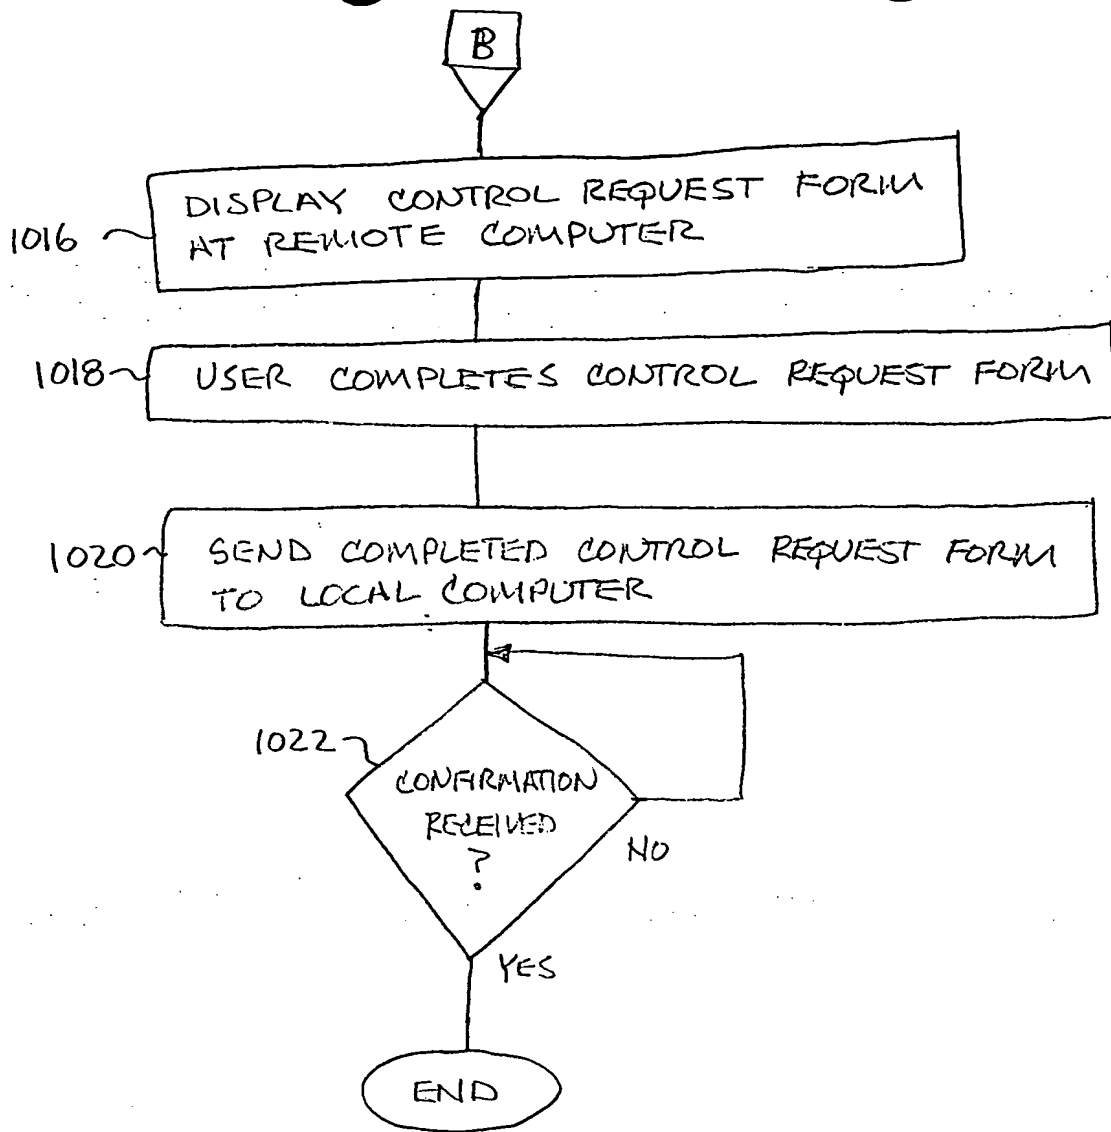 B
DISPLAY CONTROL REQUEST FORM
AT REMOTE COMPUTER
1016
1018
USER COMPLETES CONTROL REQUEST FORM
1020
SEND COMPLETED CONTROL REQUEST FORM
TO LOCAL COMPUTER
1022
CONFIRMATION
RECEIVED
?
NO
YES
END